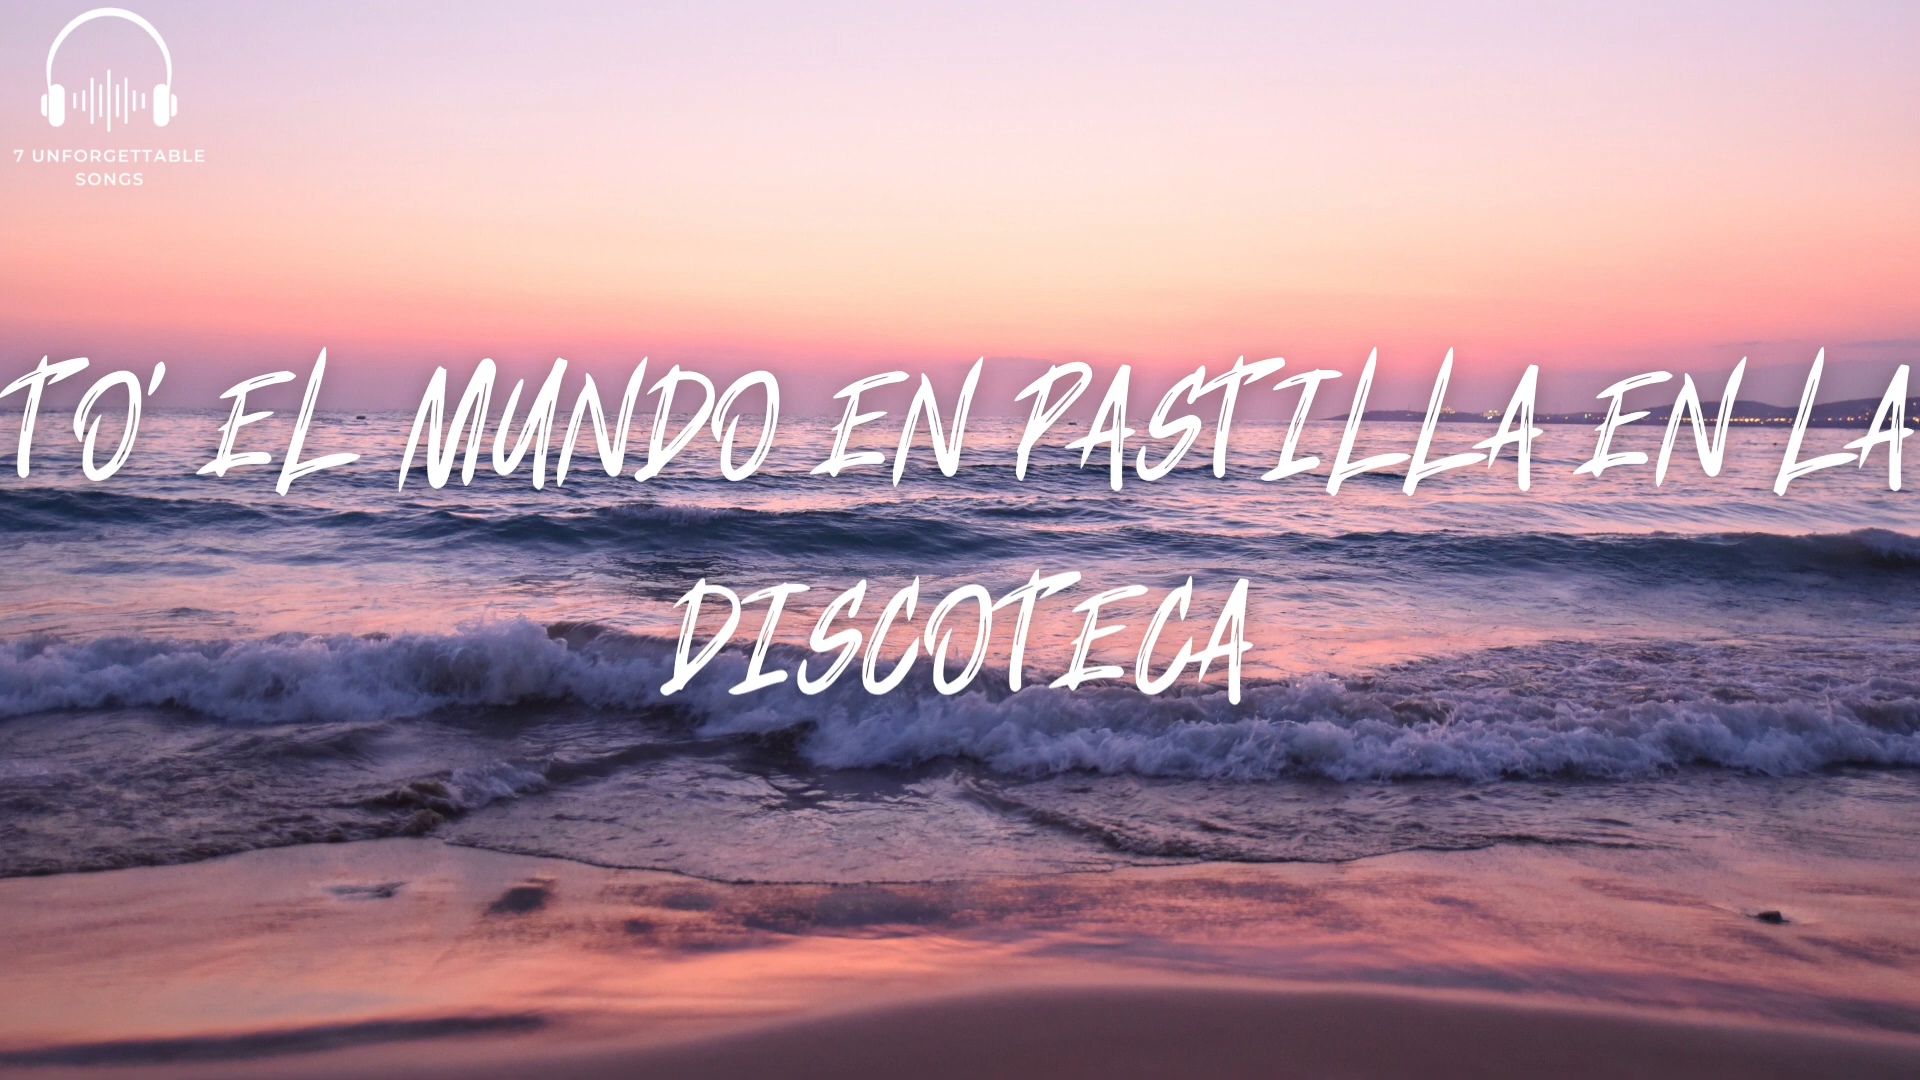 7 UNFORGETTABLE
SONGS
TO' EL MUNDO EN PASTILLA EN LA
DISCOTECA